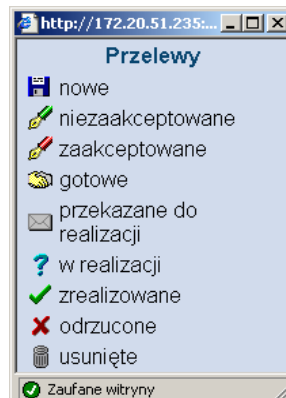 http://172.20.51.235:...
Przelewy
nowe
niezaakceptowane
zaakceptowane
gotowe
przekazane do
realizacji
w realizacji
zrealizowane
odrzucone
usunięte
Zaufane witryny